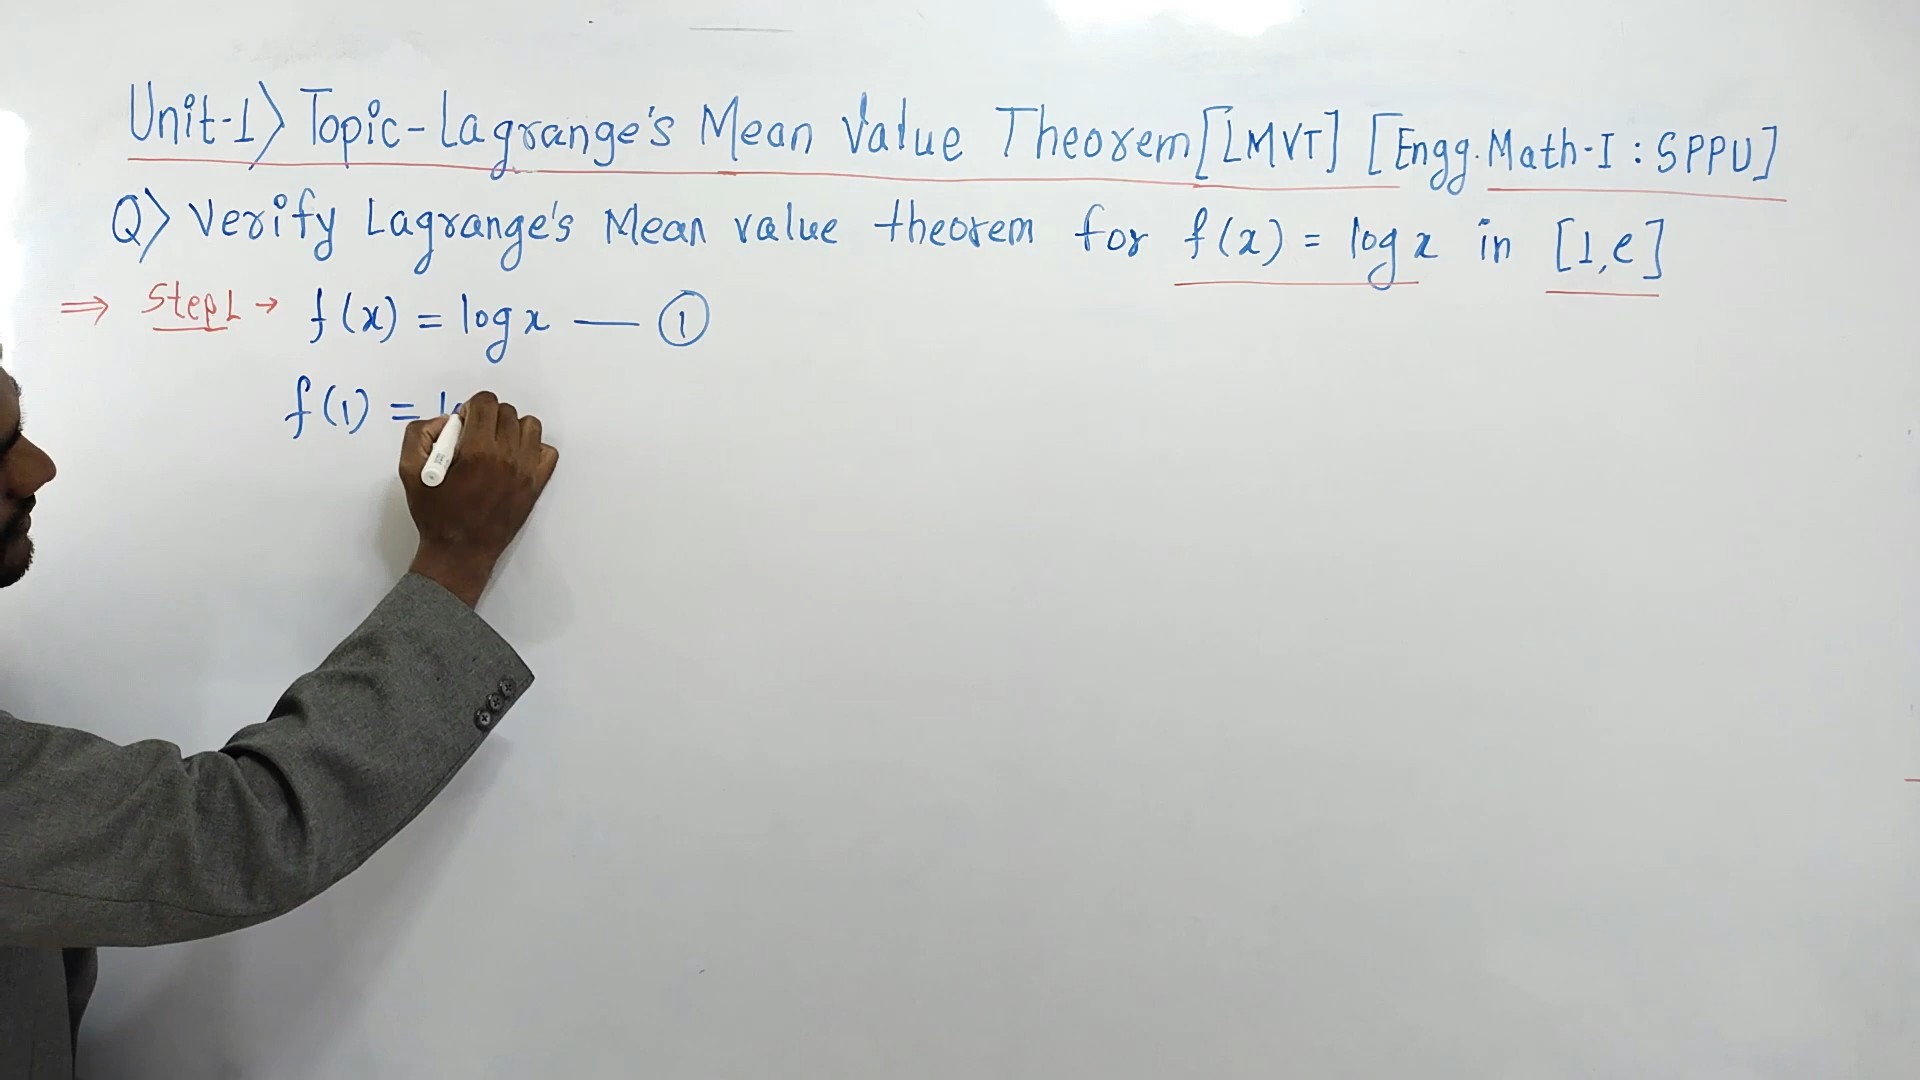 Unit-1) Topic-Lagrange's Mean Value Theorem [LMVT] [Engg. Math-I : SPPU]
Q) Verify Lagrange's Mean value theorem for f(x) = log x in [1,e]
⇒ Step1 → f(x) = log x — ①
f(1) =